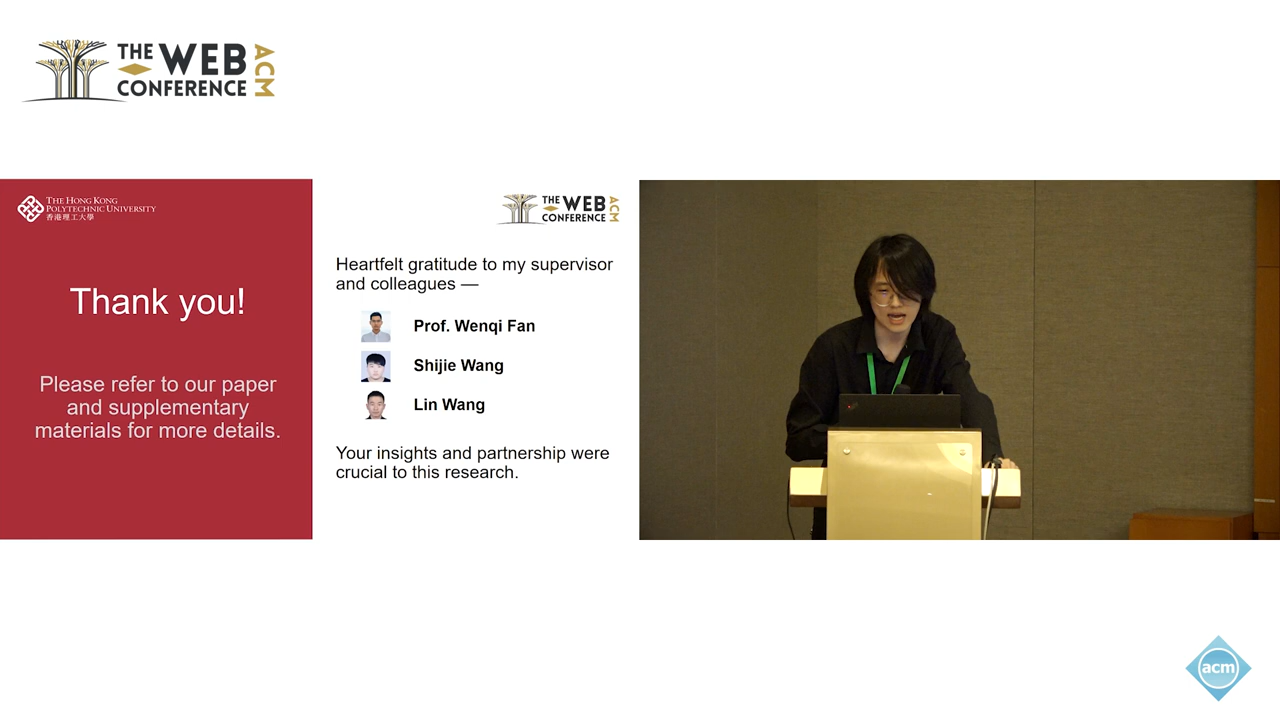 THE WEB
CONFERENCE
ACM
THE HONG KONG
POLYTECHNIC UNIVERSITY
香港理工大學
Thank you!
Please refer to our paper
and supplementary
materials for more details.
THE WEB
CONFERENCE
ACM
Heartfelt gratitude to my supervisor
and colleagues —
Prof. Wenqi Fan
Shijie Wang
Lin Wang
Your insights and partnership were
crucial to this research.
acm